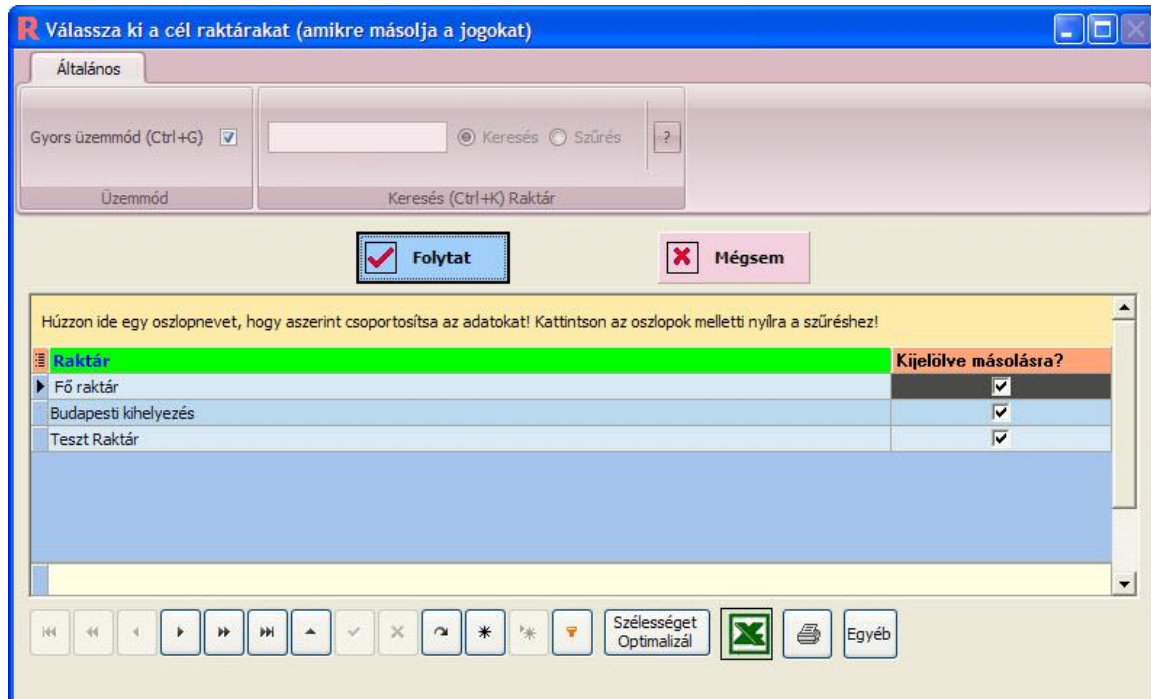 R Válassza ki a cél raktárakat (amikre másolja a jogokat)
Általános
Gyors üzemmód (Ctrl+G)
Keresés Szűrés ?
Üzemmód Keresés (Ctrl+K) Raktár
Folytat Mégsem
Húzzon ide egy oszlopnevet, hogy aszerint csoportosítsa az adatokat! Kattintson az oszlopok melletti nyílra a szűréshez!
Raktár Kijelölve másolásra?
Fő raktár
Budapesti kihelyezés
Teszt Raktár
Szélességet
Optimalizál
Egyéb